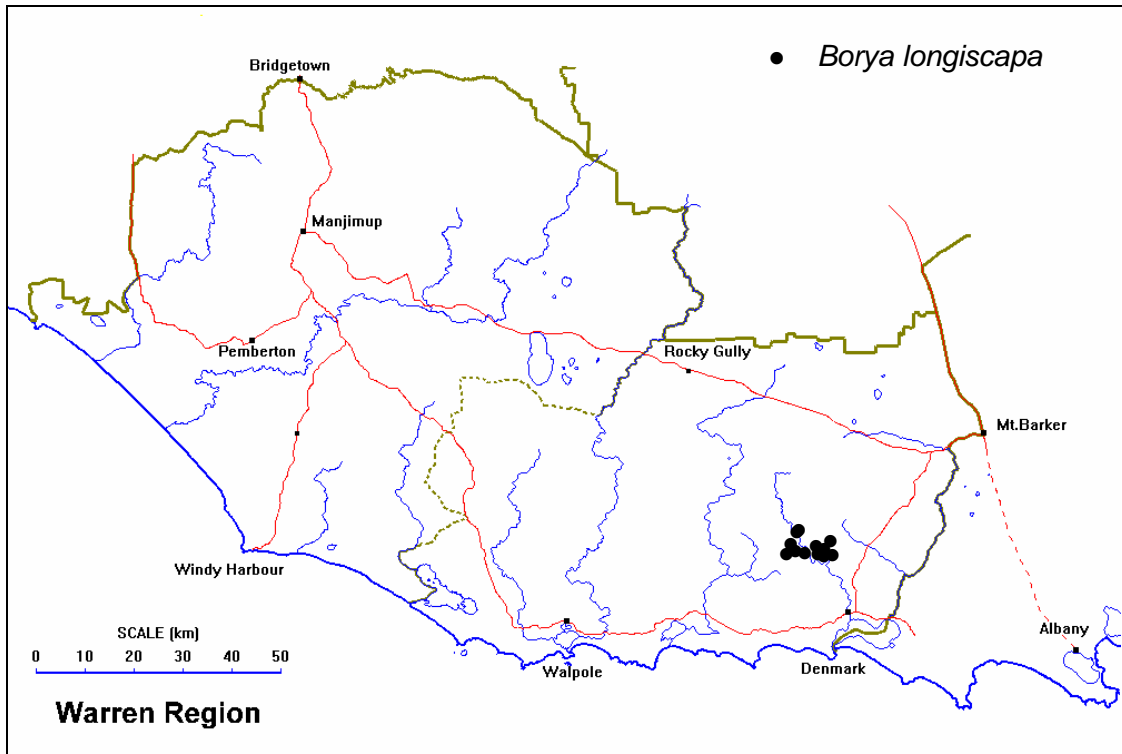 Borya longiscapa
Bridgetown
Manjimup
Pemberton
Rocky Gully
Mt.Barker
Windy Harbour
Albany
Walpole
Denmark
SCALE (km)
0 10 20 30 40 50
Warren Region